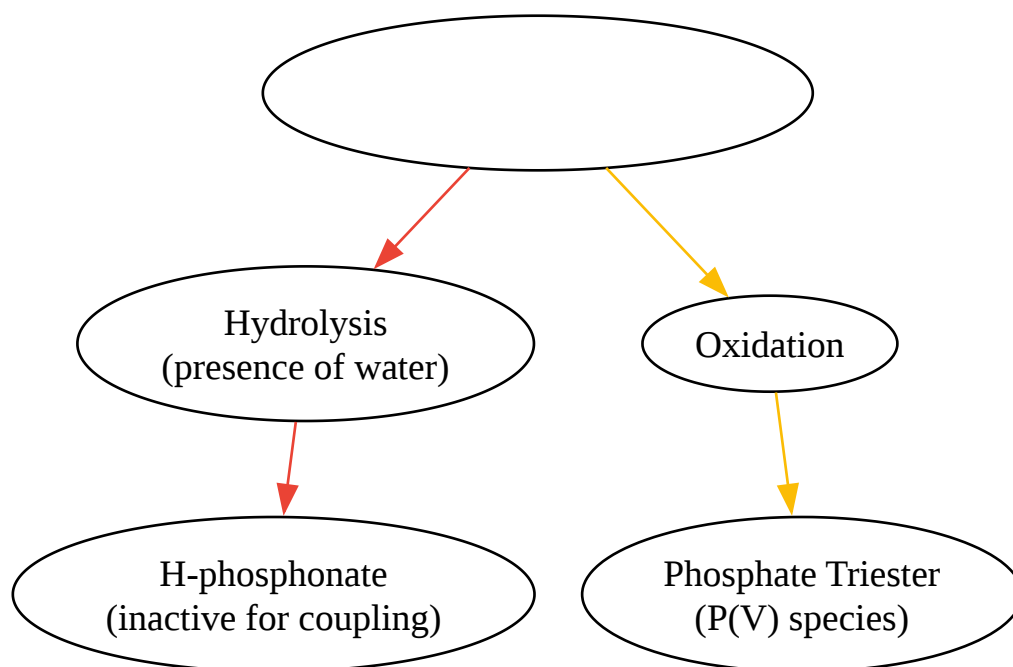 Hydrolysis
(presence of water)
Oxidation
H-phosphonate
(inactive for coupling)
Phosphate Triester
(P(V) species)